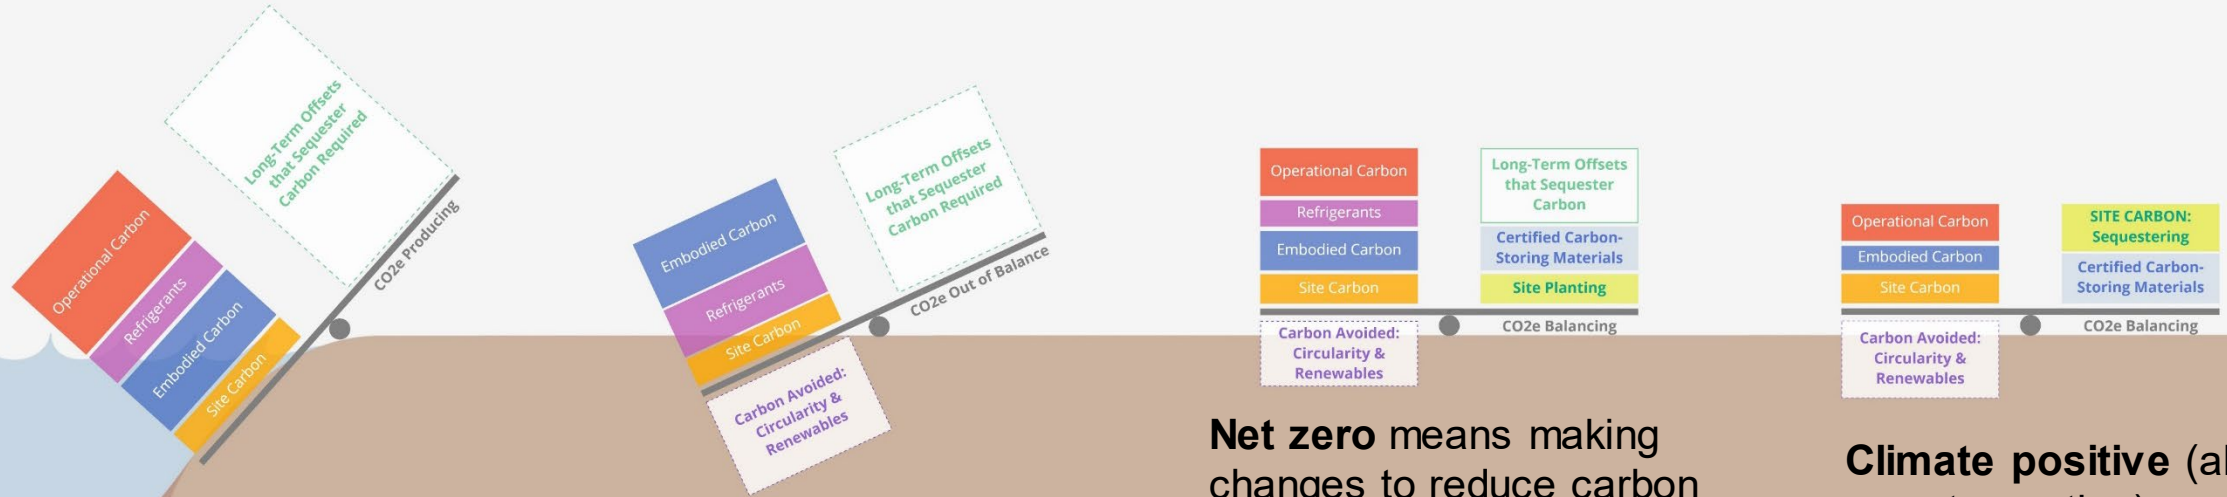 Long-Term Offsets
that Sequester
Carbon Required
Operational Carbon
Refrigerants
Embodied Carbon
Site Carbon
CO2e Producing
Long-Term Offsets
that Sequester
Carbon Required
Embodied Carbon
Refrigerants
Site Carbon
CO2e Out of Balance
Carbon Avoided:
Circularity &
Renewables
Operational Carbon
Refrigerants
Embodied Carbon
Site Carbon
Long-Term Offsets
that Sequester
Carbon
Certified Carbon-
Storing Materials
Site Planting
CO2e Balancing
Carbon Avoided:
Circularity &
Renewables
Net zero means making
changes to reduce carbon
Operational Carbon
Embodied Carbon
Site Carbon
SITE CARBON:
Sequestering
Certified Carbon-
Storing Materials
CO2e Balancing
Carbon Avoided:
Circularity &
Renewables
Climate positive